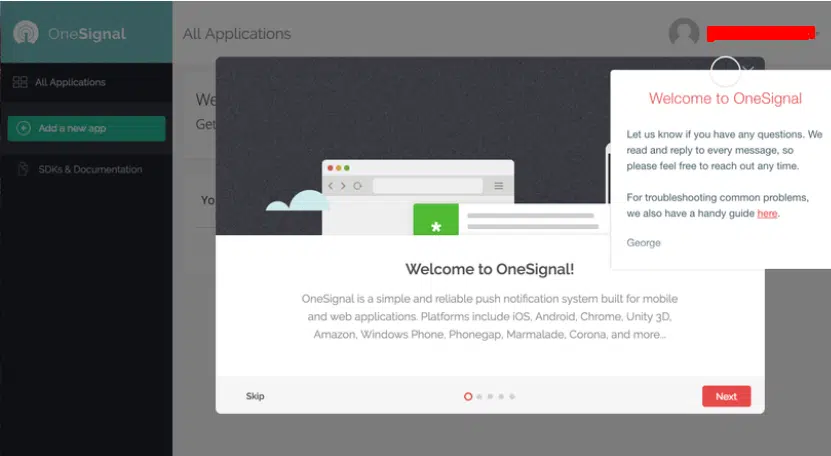 OneSignal
All Applications
All Applications
Add a new app
SDKs & Documentation
We
Get
Yo
Welcome to OneSignal
Let us know if you have any questions. We
read and reply to every message, so
please feel free to reach out any time.
For troubleshooting common problems,
we also have a handy guide here.
George
*
Welcome to OneSignal!
OneSignal is a simple and reliable push notification system built for mobile
and web applications. Platforms include iOS, Android, Chrome, Unity 3D,
Amazon, Windows Phone, Phonegap, Marmalade, Corona, and more...
Skip
Next